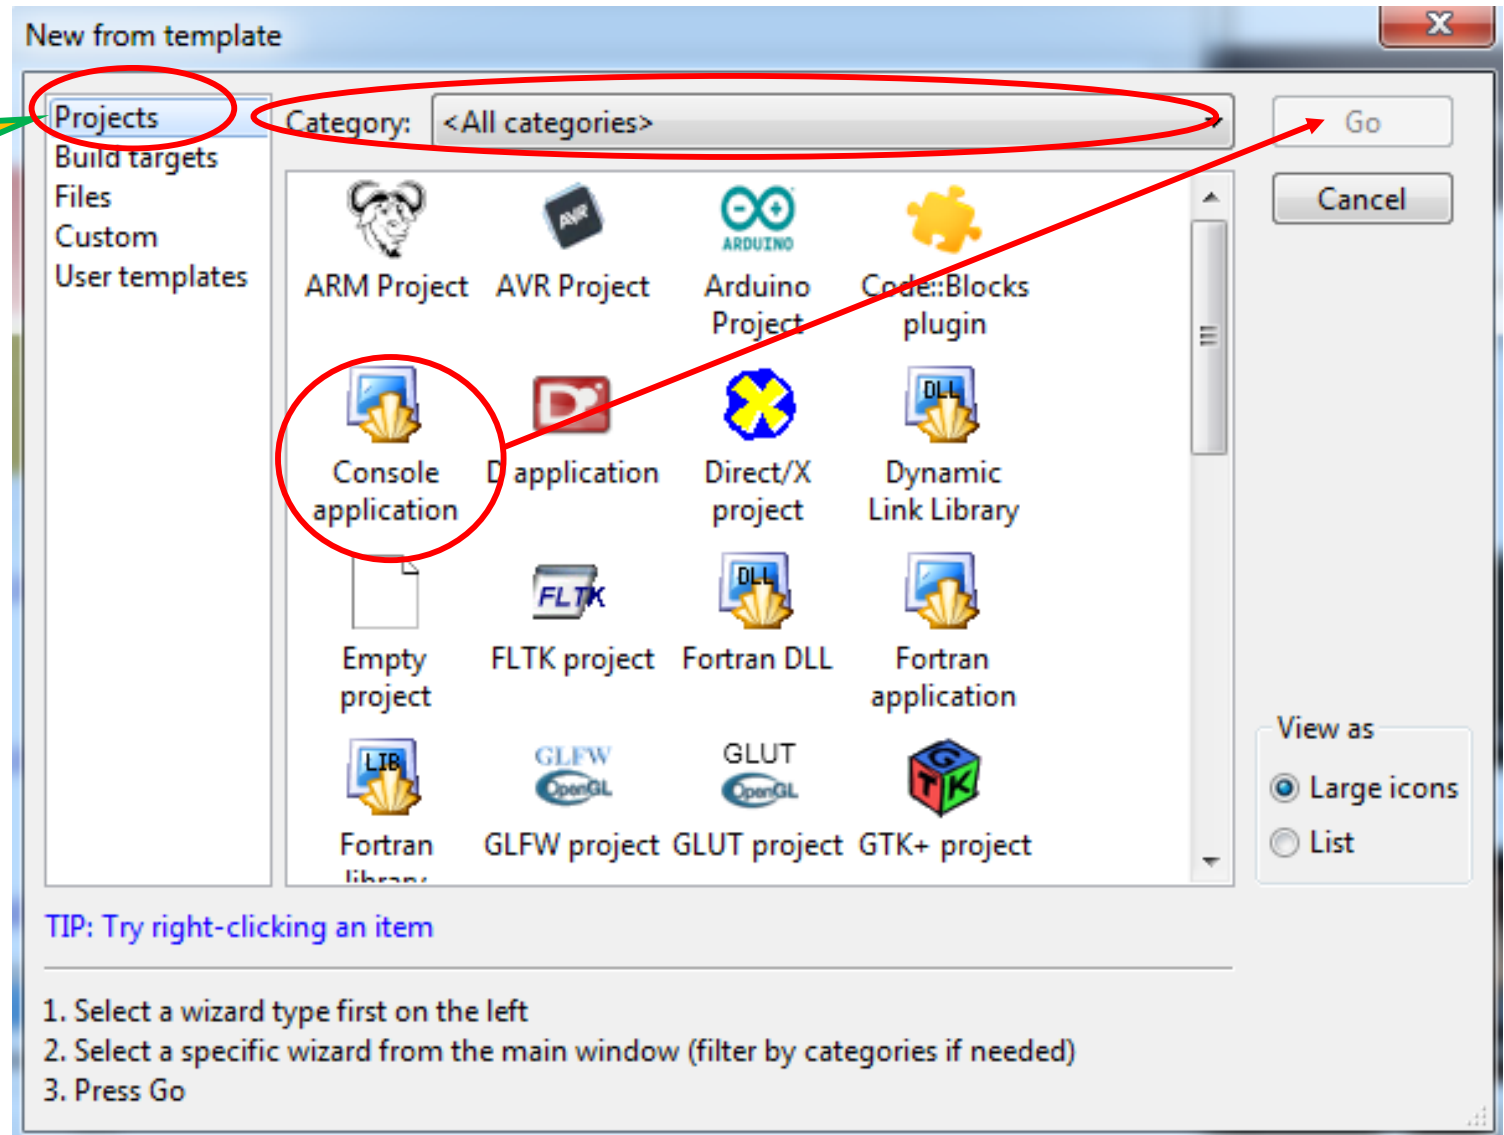 New from template
Projects
Build targets
Files
Custom
User templates
Category: <All categories>
Go
Cancel
AVR
ARDUINO
ARM Project
AVR Project
Arduino
Project
Code::Blocks
plugin
D
DLL
Console
application
D application
Direct/X
project
Dynamic
Link Library
FLTK
DLL
Empty
project
FLTK project
Fortran DLL
Fortran
application
LIB
GLFW
OpenGL
GLUT
OpenGL
GTK
Fortran
library
GLFW project
GLUT project
GTK+ project
View as
Large icons
List
TIP: Try right-clicking an item
1. Select a wizard type first on the left
2. Select a specific wizard from the main window (filter by categories if needed)
3. Press Go